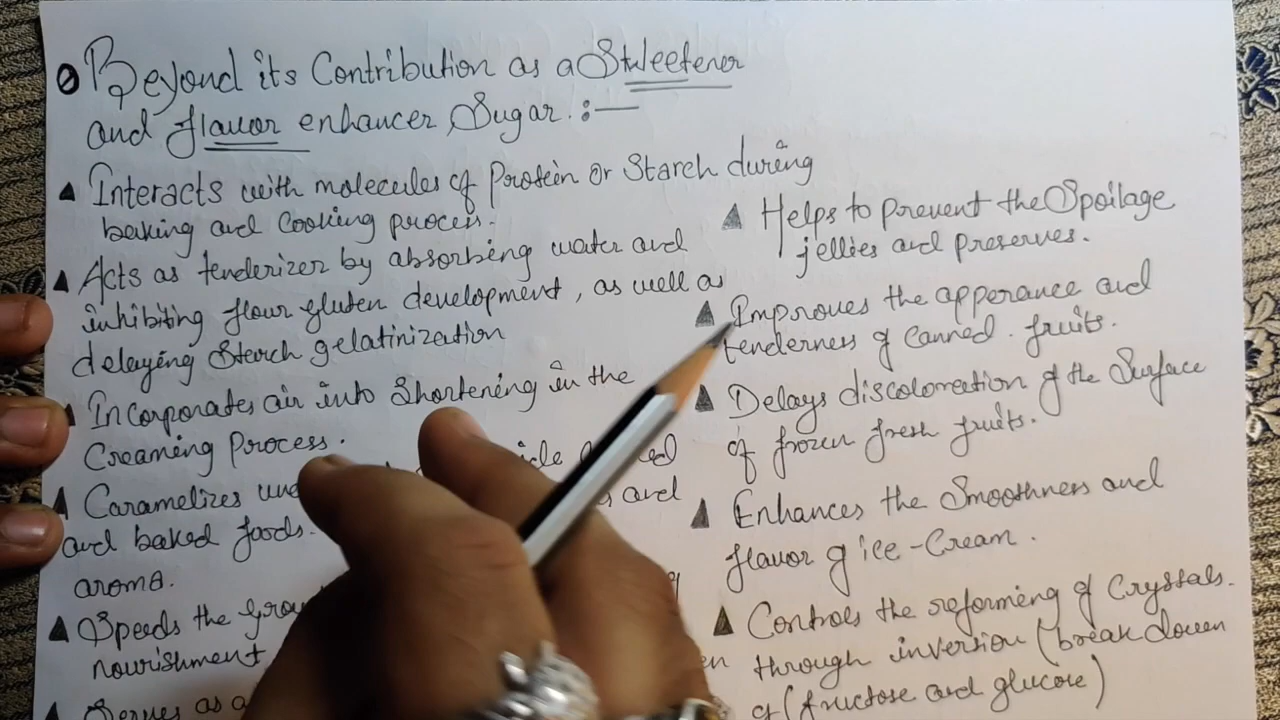 Beyond its Contribution as a Sweetener
and flavor enhancer, Sugar :—
Interacts with molecules of Protein or Starch during
baking and Cooking process.
Acts as tenderizer by absorbing water and
inhibiting flour gluten development, as well as
delaying Starch gelatinization
Incorporates air into Shortening in the
Creaming Process.
Caramelizes
and
and baked foods.
aroma.
Speeds the
nourishment
Serves as a
Helps to prevent the Spoilage
jellies and preserves.
Improves the apperance and
tenderness of Canned. fruits.
Delays discoloreation of the Surface
of frozen fresh fruits.
Enhances the Smoothness and
flavor of ice-Cream.
Controls the reforming of Crystals.
through inversion (break down
of (fructose and glucose)